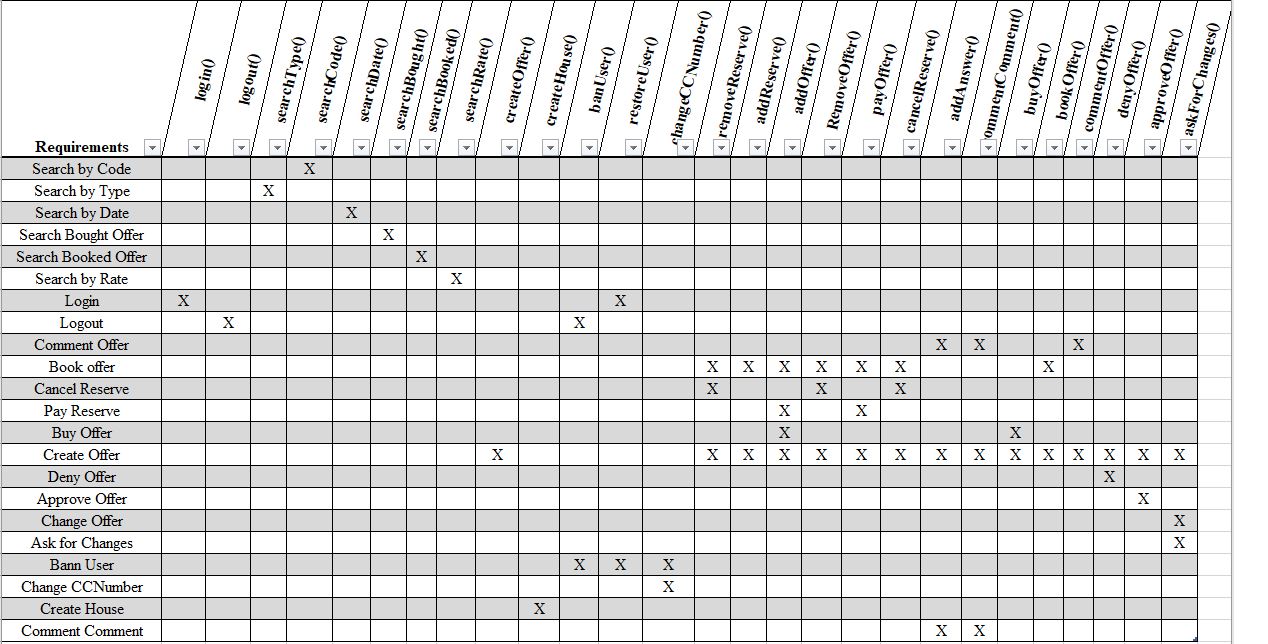 login()
logout()
searchType()
searchCode()
searchDate()
searchBought()
searchBooked()
searchRate()
createOffer()
createHouse()
banUser()
restoreUser()
changeCCNumber()
removeReserve()
addReserve()
addOffer()
RemoveOffer()
payOffer()
cancelReserve()
addAnswer()
ommentComment()
buyOffer()
bookOffer()
commentOffer()
denyOffer()
approveOffer()
askForChanges()
Requirements
Search by Code X
Search by Type X
Search by Date X
Search Bought Offer X
Search Booked Offer X
Search by Rate X
Login X X
Logout X X
Comment Offer X X X
Book offer X X X X X X X
Cancel Reserve X X X
Pay Reserve X X
Buy Offer X X
Create Offer X X X X X X X X X X X X X X X
Deny Offer X
Approve Offer X
Change Offer X
Ask for Changes X
Bann User X X X
Change CCNumber X
Create House X
Comment Comment X X